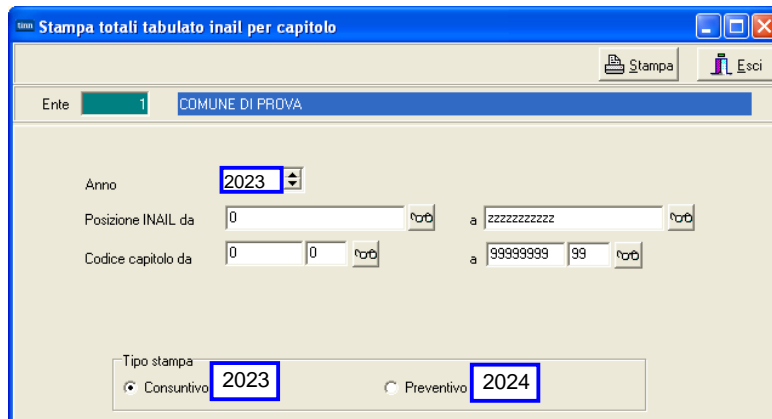 tinn Stampa totali tabulato inail per capitolo
Stampa Esci
Ente 1 COMUNE DI PROVA
Anno 2023
Posizione INAIL da 0 a zzzzzzzzzzz
Codice capitolo da 0 0 a 99999999 99
Tipo stampa
Consuntivo 2023 Preventivo 2024